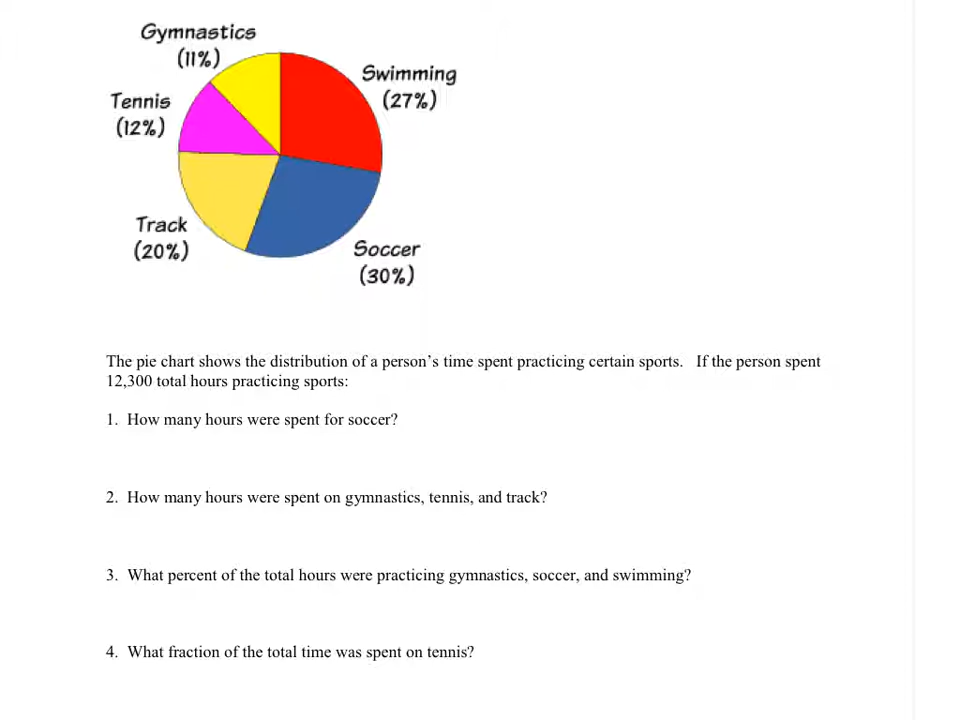 Gymnastics
(11%)
Swimming
(27%)
Tennis
(12%)
Track
(20%)
Soccer
(30%)
The pie chart shows the distribution of a person's time spent practicing certain sports.   If the person spent
12,300 total hours practicing sports:
1.  How many hours were spent for soccer?
2.  How many hours were spent on gymnastics, tennis, and track?
3.  What percent of the total hours were practicing gymnastics, soccer, and swimming?
4.  What fraction of the total time was spent on tennis?